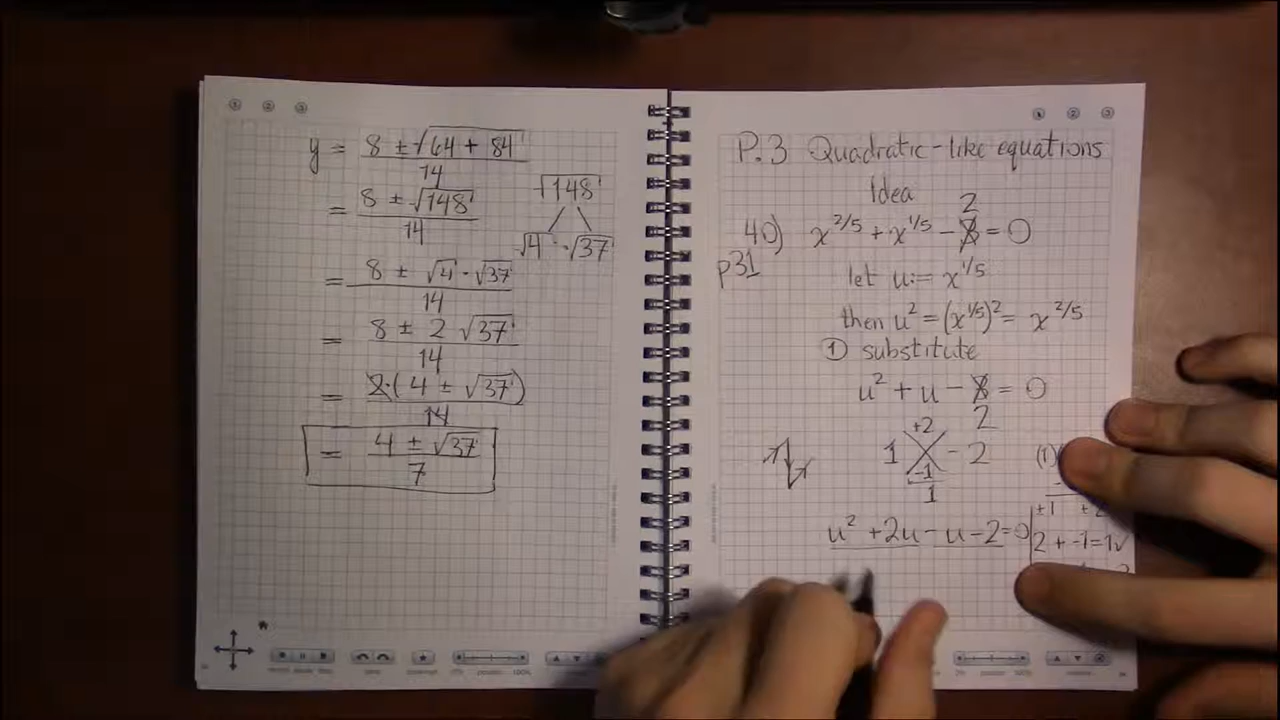 y = 8 ± √64 + 84 / 14
= 8 ± √148 / 14
√148
√4 · √37
= 8 ± √4 · √37 / 14
= 8 ± 2 √37 / 14
= 2·(4 ± √37) / 14
= 4 ± √37 / 7
P.3 Quadratic-like equations
Idea
2
40) x^2/5 + x^1/5 - = 0
p31
let u := x^1/5
then u² = (x^1/5)² = x^2/5
① substitute
u² + u - = 0
2
+2
1 -2
-1
1
(1)
±1 ±2
u² + 2u - u - 2 = 0
2 + -1 = 1 ✓